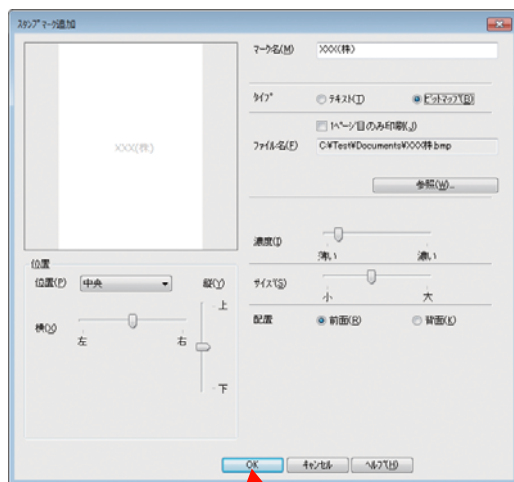 スタンプマーク追加
マーク名(M) XXX(株)
タイプ テキスト(T) ビットマップ(B)
1ページ目のみ印刷(J)
XXX(株)
ファイル名(F) C:¥Test¥Documents¥XXX株.bmp
参照(W)...
濃度(I)
薄い 濃い
位置
位置(P) 中央 縦(Y)
サイズ(S)
小 大
上
横(X)
左 右
配置 前面(R) 背面(K)
下
OK キャンセル ヘルプ(H)